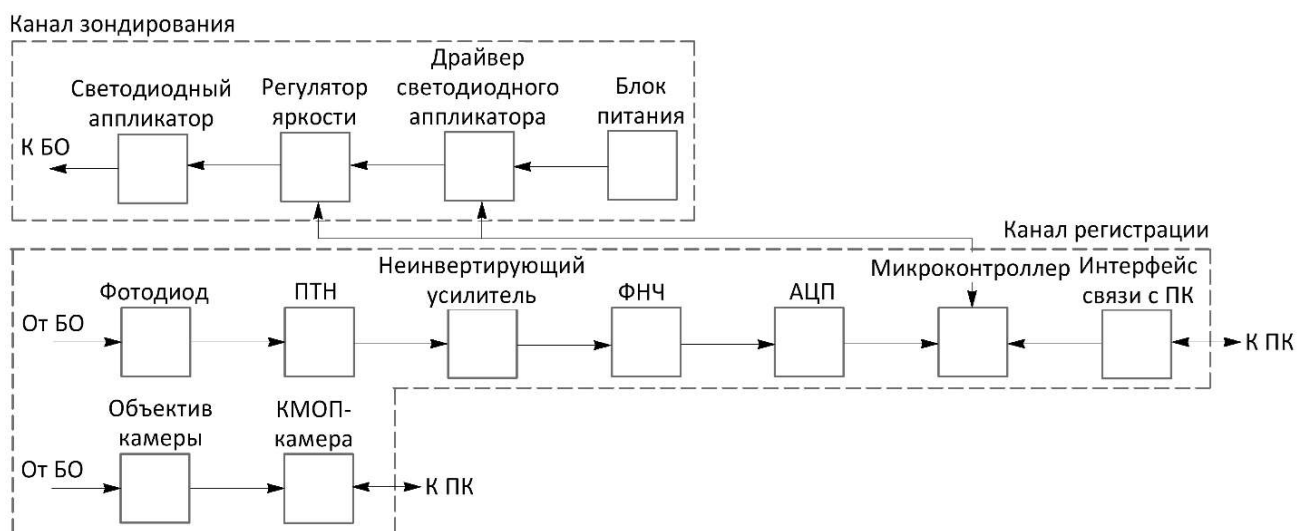 Канал зондирования
Светодиодный
аппликатор
Регулятор
яркости
Драйвер
светодиодного
аппликатора
Блок
питания
К БО
Канал регистрации
От БО
Фотодиод
ПТН
Неинвертирующий
усилитель
ФНЧ
АЦП
Микроконтроллер
Интерфейс
связи с ПК
К ПК
От БО
Объектив
камеры
КМОП-
камера
К ПК